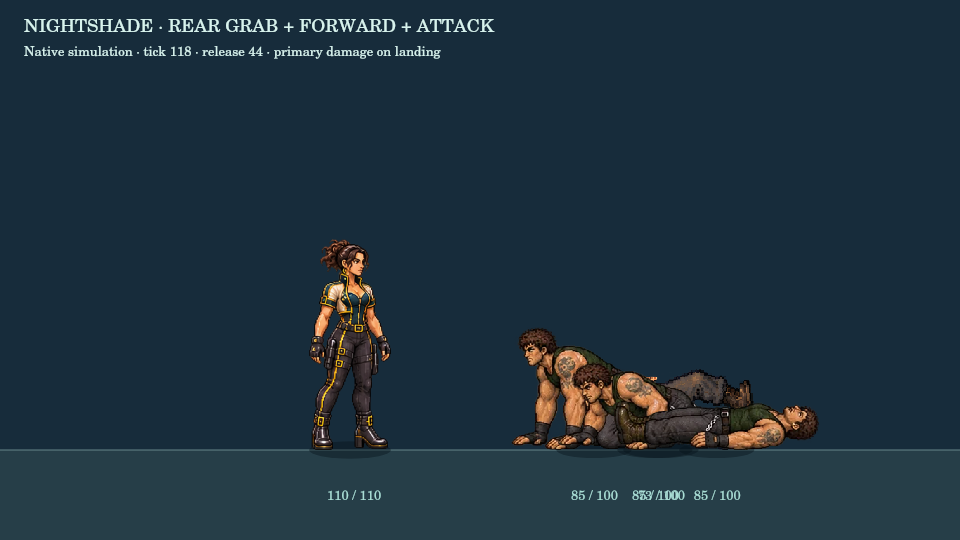 NIGHTSHADE · REAR GRAB + FORWARD + ATTACK
Native simulation · tick 118 · release 44 · primary damage on landing
110 / 110 85 / 100 85 / 100